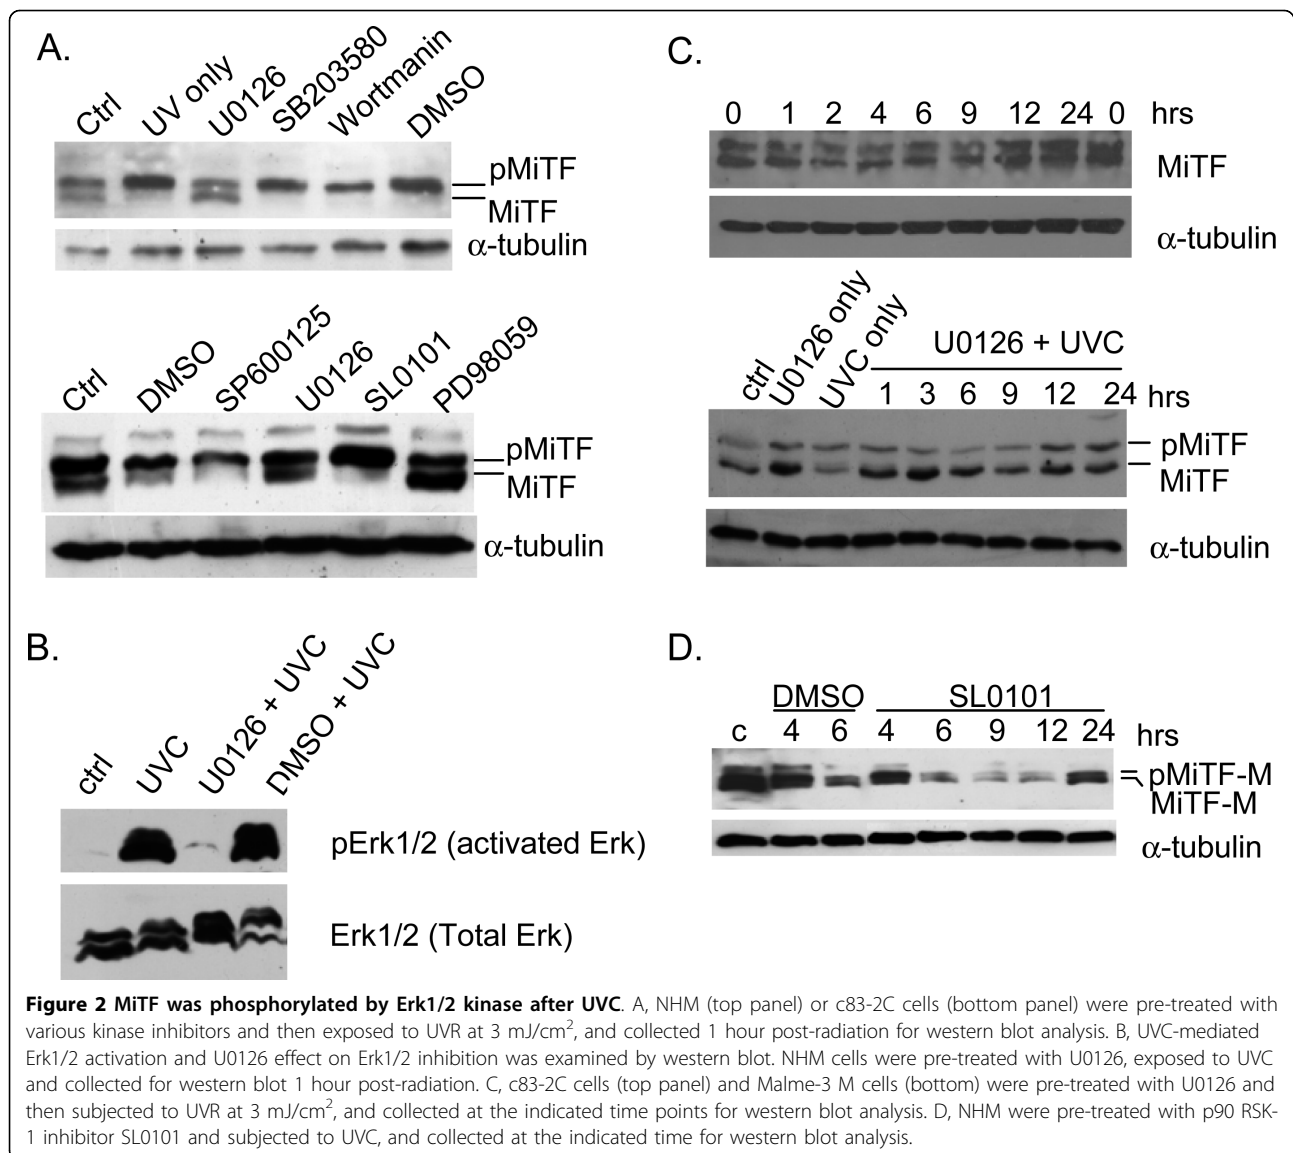 A.
Ctrl UV only U0126 SB203580 Wortmanin DMSO
pMiTF
MiTF
α-tubulin
Ctrl DMSO SP600125 U0126 SL0101 PD98059
pMiTF
MiTF
α-tubulin
B.
ctrl UVC U0126 + UVC DMSO + UVC
pErk1/2 (activated Erk)
Erk1/2 (Total Erk)
C.
0 1 2 4 6 9 12 24 0 hrs
MiTF
α-tubulin
ctrl U0126 only UVC only U0126 + UVC
1 3 6 9 12 24 hrs
pMiTF
MiTF
α-tubulin
D.
DMSO SL0101
c 4 6 4 6 9 12 24 hrs
pMiTF-M
MiTF-M
α-tubulin
Figure 2 MiTF was phosphorylated by Erk1/2 kinase after UVC. A, NHM (top panel) or c83-2C cells (bottom panel) were pre-treated with
various kinase inhibitors and then exposed to UVR at 3 mJ/cm², and collected 1 hour post-radiation for western blot analysis. B, UVC-mediated
Erk1/2 activation and U0126 effect on Erk1/2 inhibition was examined by western blot. NHM cells were pre-treated with U0126, exposed to UVC
and collected for western blot 1 hour post-radiation. C, c83-2C cells (top panel) and Malme-3 M cells (bottom) were pre-treated with U0126 and
then subjected to UVR at 3 mJ/cm², and collected at the indicated time points for western blot analysis. D, NHM were pre-treated with p90 RSK-
1 inhibitor SL0101 and subjected to UVC, and collected at the indicated time for western blot analysis.